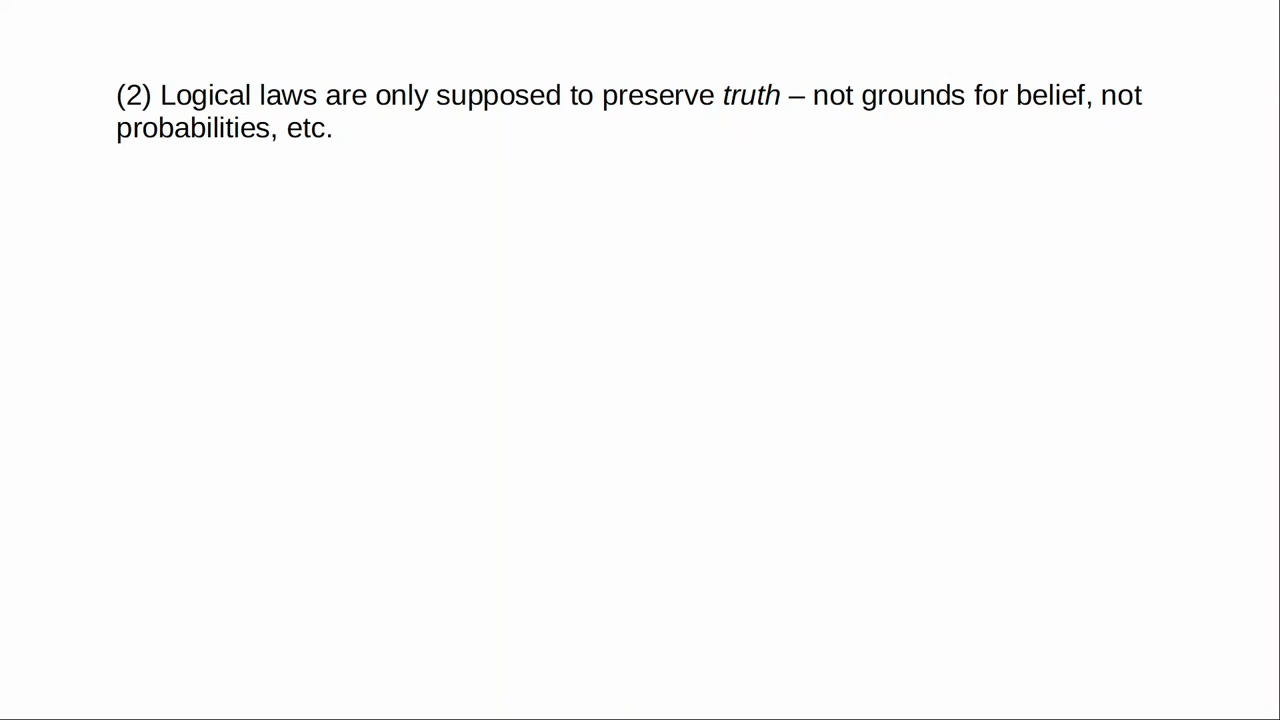 (2) Logical laws are only supposed to preserve truth – not grounds for belief, not
probabilities, etc.